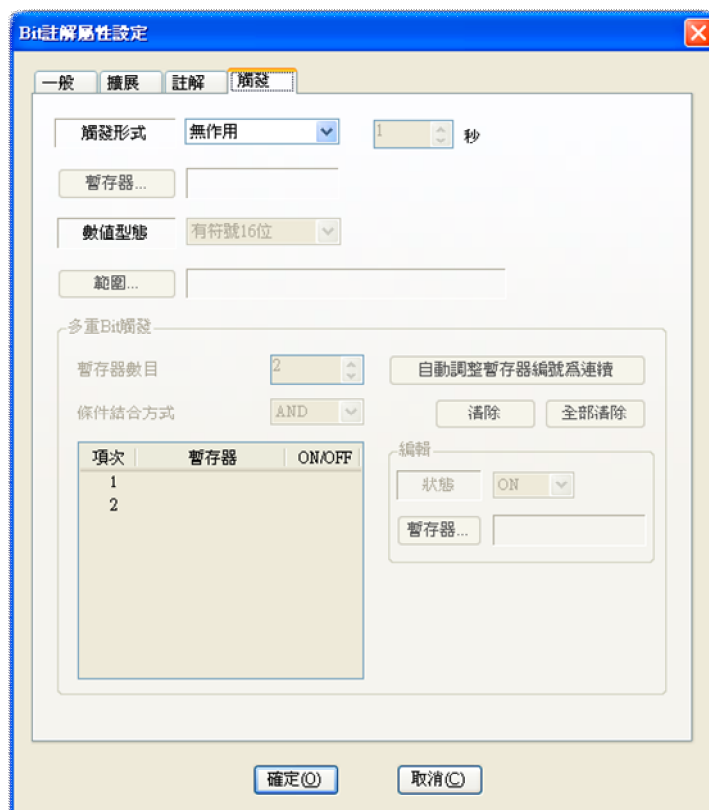 Bit註解屬性設定
一般 擴展 註解 觸發
觸發形式 無作用 1 秒
暫存器...
數值型態 有符號16位
範圍...
多重Bit觸發
暫存器數目 2 自動調整暫存器編號爲連續
條件結合方式 AND 清除 全部清除
項次 暫存器 ON/OFF
1
2
編輯
狀態 ON
暫存器...
確定(O) 取消(C)